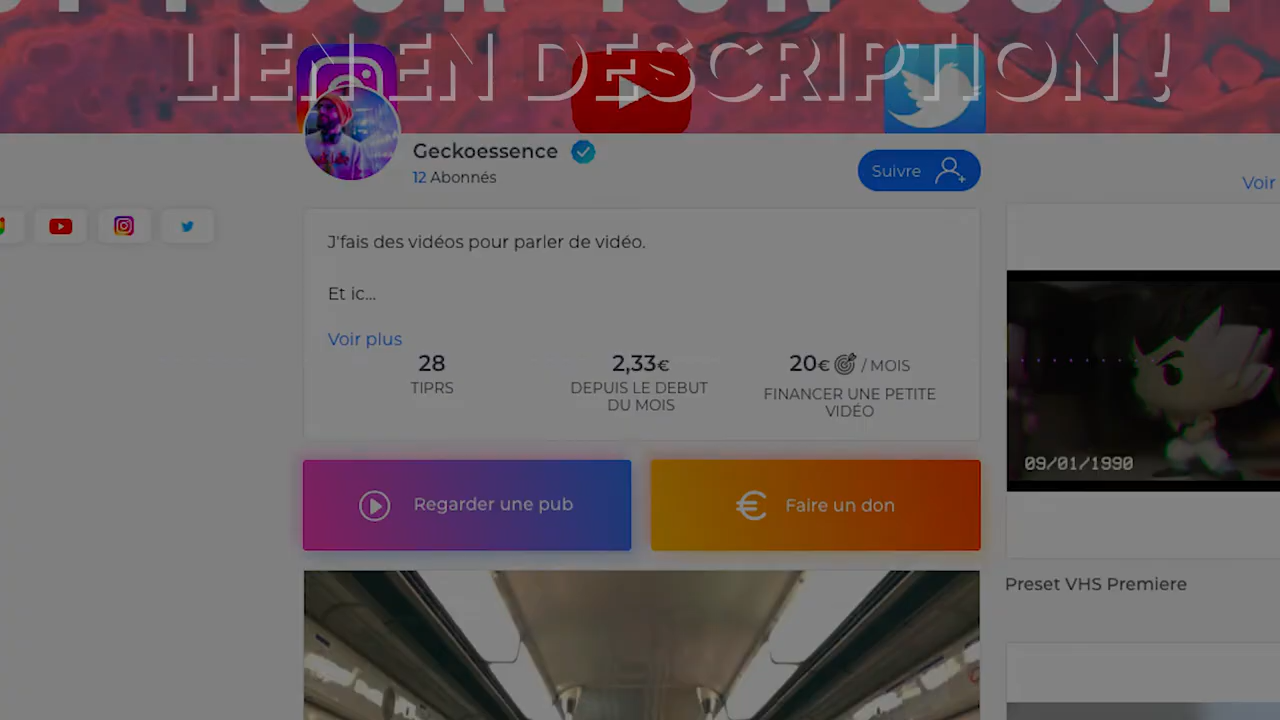 LIEN EN DESCRIPTION !
Geckoessence
12 Abonnés
Suivre
Voir
J'fais des vidéos pour parler de vidéo.
Et ic...
Voir plus
28
TIPRS
2,33€
DEPUIS LE DEBUT
DU MOIS
20€ / MOIS
FINANCER UNE PETITE
VIDÉO
09/01/1990
Regarder une pub
€ Faire un don
Preset VHS Premiere